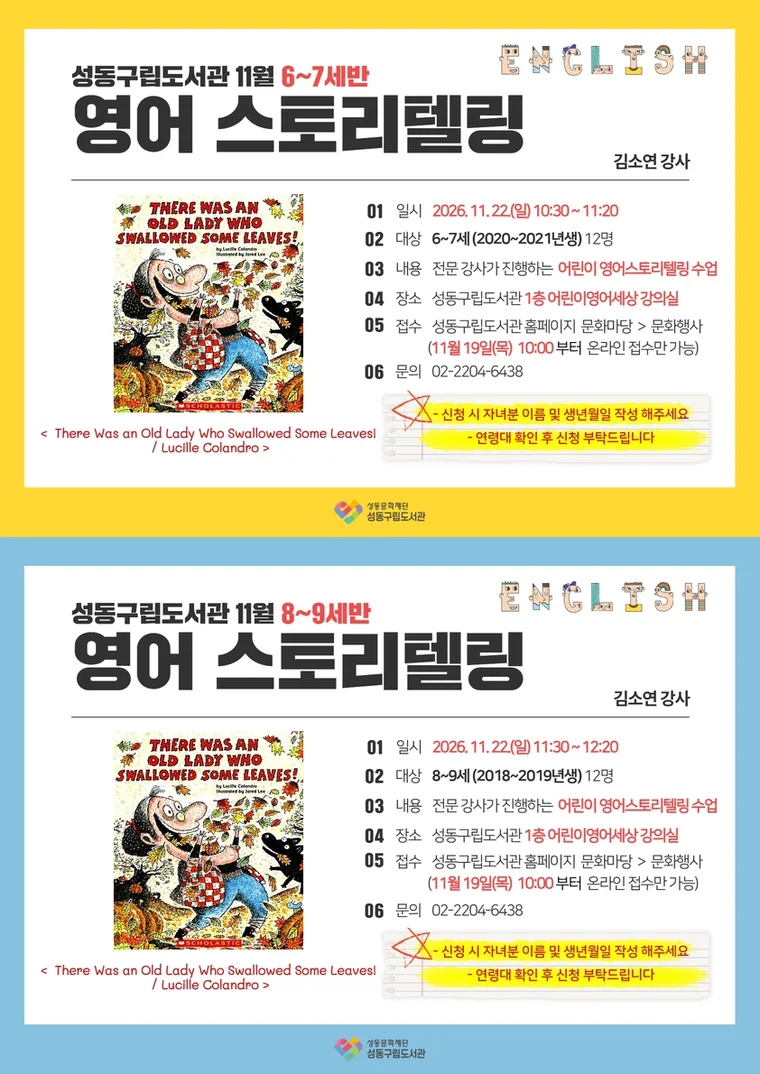 ENGLISH
성동구립도서관 11월 6~7세반
영어 스토리텔링
김소연 강사
THERE WAS AN
OLD LADY WHO
SWALLOWED SOME LEAVES!
by Lucille Colandro
Illustrated by Jared Lee
SCHOLASTIC
< There Was an Old Lady Who Swallowed Some Leaves!
/ Lucille Colandro >
01 일시 2026. 11. 22.(일) 10:30 ~ 11:20
02 대상 6~7세 (2020~2021년생) 12명
03 내용 전문 강사가 진행하는 어린이 영어스토리텔링 수업
04 장소 성동구립도서관 1층 어린이영어세상 강의실
05 접수 성동구립도서관 홈페이지 문화마당 > 문화행사
(11월 19일(목) 10:00 부터 온라인 접수만 가능)
06 문의 02-2204-6438
- 신청 시 자녀분 이름 및 생년월일 작성 해주세요
- 연령대 확인 후 신청 부탁드립니다
성동문화재단
성동구립도서관
ENGLISH
성동구립도서관 11월 8~9세반
영어 스토리텔링
김소연 강사
THERE WAS AN
OLD LADY WHO
SWALLOWED SOME LEAVES!
by Lucille Colandro
Illustrated by Jared Lee
SCHOLASTIC
< There Was an Old Lady Who Swallowed Some Leaves!
/ Lucille Colandro >
01 일시 2026. 11. 22.(일) 11:30 ~ 12:20
02 대상 8~9세 (2018~2019년생) 12명
03 내용 전문 강사가 진행하는 어린이 영어스토리텔링 수업
04 장소 성동구립도서관 1층 어린이영어세상 강의실
05 접수 성동구립도서관 홈페이지 문화마당 > 문화행사
(11월 19일(목) 10:00 부터 온라인 접수만 가능)
06 문의 02-2204-6438
- 신청 시 자녀분 이름 및 생년월일 작성 해주세요
- 연령대 확인 후 신청 부탁드립니다
성동문화재단
성동구립도서관